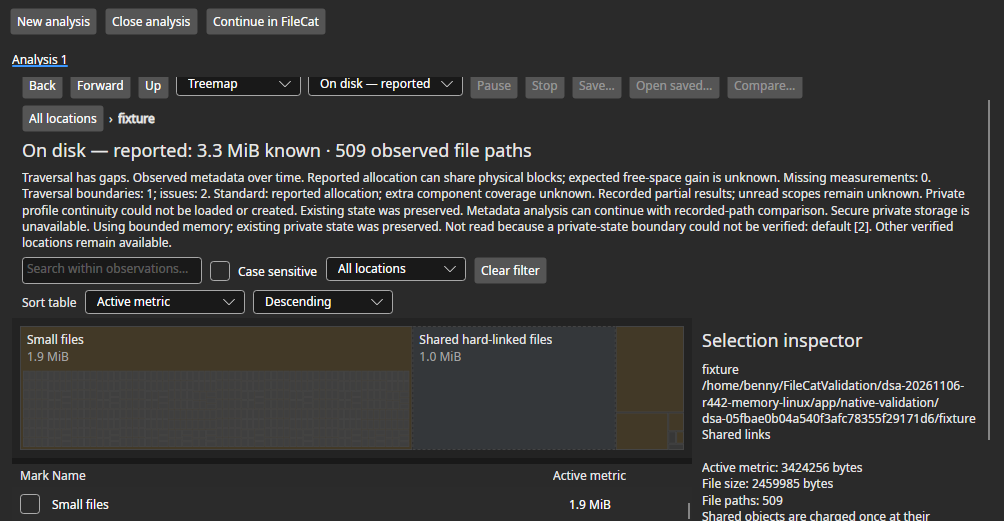 New analysis Close analysis Continue in FileCat
Analysis 1
Back Forward Up Treemap On disk — reported Pause Stop Save... Open saved... Compare...
All locations › fixture
On disk — reported: 3.3 MiB known · 509 observed file paths
Traversal has gaps. Observed metadata over time. Reported allocation can share physical blocks; expected free-space gain is unknown. Missing measurements: 0.
Traversal boundaries: 1; issues: 2. Standard: reported allocation; extra component coverage unknown. Recorded partial results; unread scopes remain unknown. Private
profile continuity could not be loaded or created. Existing state was preserved. Metadata analysis can continue with recorded-path comparison. Secure private storage is
unavailable. Using bounded memory; existing private state was preserved. Not read because a private-state boundary could not be verified: default [2]. Other verified
locations remain available.
Search within observations... Case sensitive All locations Clear filter
Sort table Active metric Descending
Small files
1.9 MiB
Shared hard-linked files
1.0 MiB
Selection inspector
fixture
/home/benny/FileCatValidation/dsa-20261106-
r442-memory-linux/app/native-validation/
dsa-05fbae0b04a540f3afc78355f29171d6/fixture
Shared links
Active metric: 3424256 bytes
File size: 2459985 bytes
File paths: 509
Shared objects are charged once at their
Mark Name Active metric
Small files 1.9 MiB